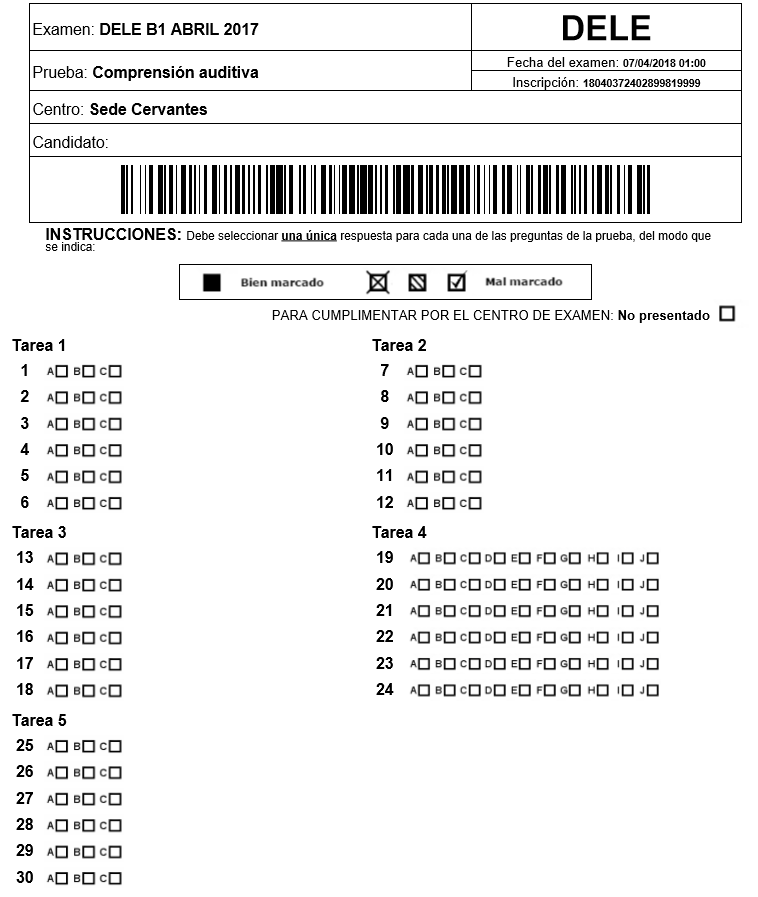 Examen: DELE B1 ABRIL 2017
DELE
Prueba: Comprensión auditiva
Fecha del examen: 07/04/2018 01:00
Inscripción: 18040372402899819999
Centro: Sede Cervantes
Candidato:
INSTRUCCIONES: Debe seleccionar una única respuesta para cada una de las preguntas de la prueba, del modo que
se indica:
Bien marcado Mal marcado
PARA CUMPLIMENTAR POR EL CENTRO DE EXAMEN: No presentado
Tarea 1
1 A B C
2 A B C
3 A B C
4 A B C
5 A B C
6 A B C
Tarea 2
7 A B C
8 A B C
9 A B C
10 A B C
11 A B C
12 A B C
Tarea 3
13 A B C
14 A B C
15 A B C
16 A B C
17 A B C
18 A B C
Tarea 4
19 A B C D E F G H I J
20 A B C D E F G H I J
21 A B C D E F G H I J
22 A B C D E F G H I J
23 A B C D E F G H I J
24 A B C D E F G H I J
Tarea 5
25 A B C
26 A B C
27 A B C
28 A B C
29 A B C
30 A B C